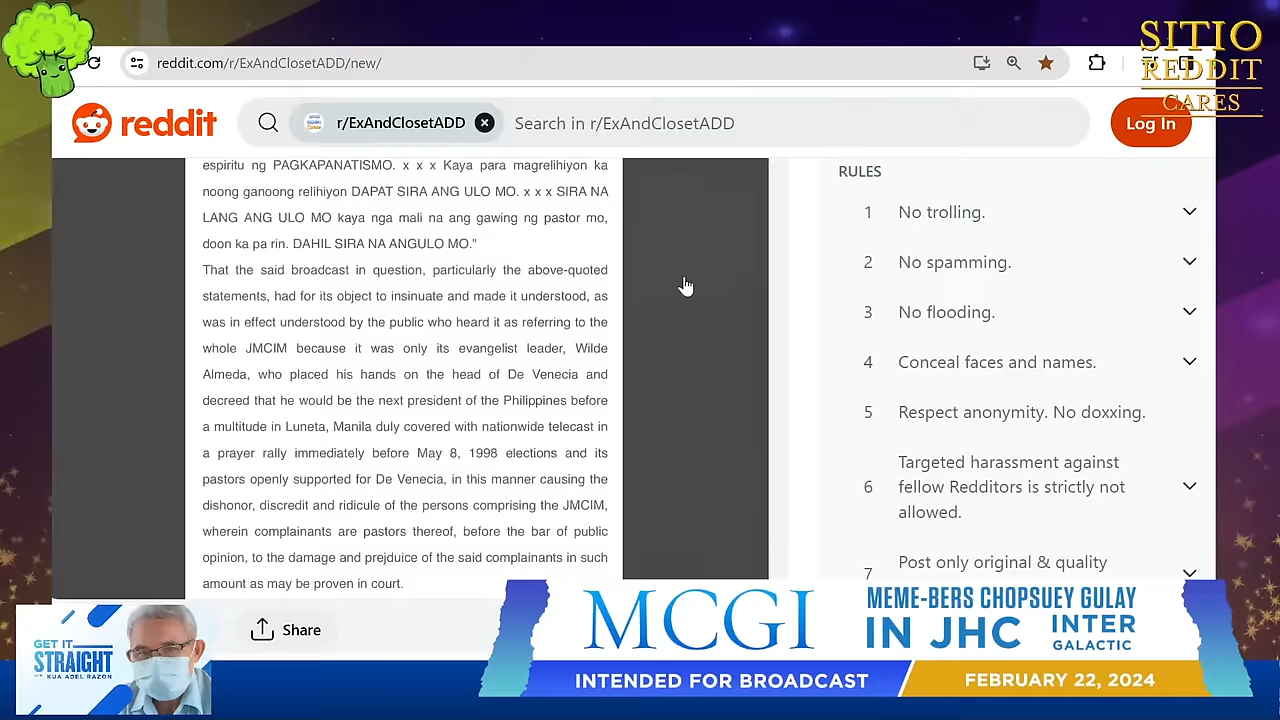 SITIO
REDDIT
CARES
reddit.com/r/ExAndClosetADD/new/
reddit
r/ExAndClosetADD
Search in r/ExAndClosetADD
Log In
espiritu ng PAGKAPANATISMO. x x x Kaya para magrelihiyon ka
noong ganoong relihiyon DAPAT SIRA ANG ULO MO. x x x SIRA NA
LANG ANG ULO MO kaya nga mali na ang gawing ng pastor mo,
doon ka pa rin. DAHIL SIRA NA ANGULO MO."
That the said broadcast in question, particularly the above-quoted
statements, had for its object to insinuate and made it understood, as
was in effect understood by the public who heard it as referring to the
whole JMCIM because it was only its evangelist leader, Wilde
Almeda, who placed his hands on the head of De Venecia and
decreed that he would be the next president of the Philippines before
a multitude in Luneta, Manila duly covered with nationwide telecast in
a prayer rally immediately before May 8, 1998 elections and its
pastors openly supported for De Venecia, in this manner causing the
dishonor, discredit and ridicule of the persons comprising the JMCIM,
wherein complainants are pastors thereof, before the bar of public
opinion, to the damage and prejduice of the said complainants in such
amount as may be proven in court.
Share
RULES
1 No trolling.
2 No spamming.
3 No flooding.
4 Conceal faces and names.
5 Respect anonymity. No doxxing.
6 Targeted harassment against
fellow Redditors is strictly not
allowed.
7 Post only original & quality
GET IT
STRAIGHT
KUA ADEL RAZON
MCGI
MEME-BERS CHOPSUEY GULAY
IN JHC INTER
GALACTIC
INTENDED FOR BROADCAST
FEBRUARY 22, 2024